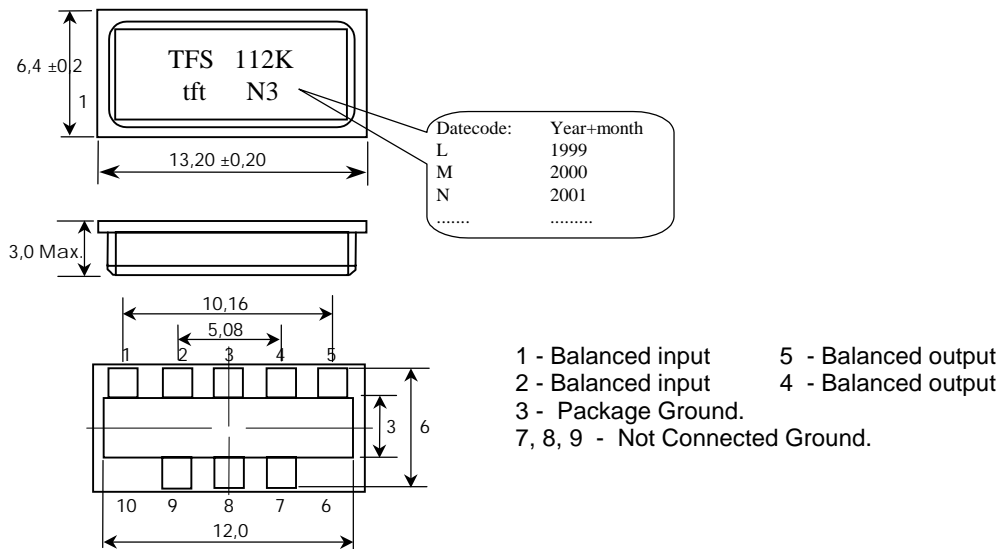 TFS 112K
tft N3
6,4 ±0,2
1
13,20 ±0,20
Datecode: Year+month
L 1999
M 2000
N 2001
....... .........
3,0 Max.
10,16
5,08
1 2 3 4 5
3 6
10 9 8 7 6
12,0
1 - Balanced input 5 - Balanced output
2 - Balanced input 4 - Balanced output
3 - Package Ground.
7, 8, 9 - Not Connected Ground.